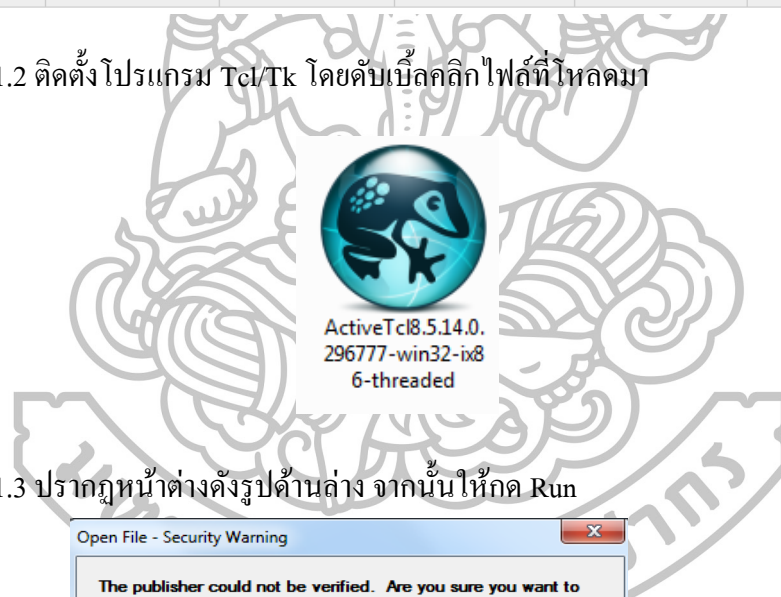 1.2 ติดตั้งโปรแกรม Tcl/Tk โดยดับเบิ้ลคลิกไฟล์ที่โหลดมา
ActiveTcl8.5.14.0.
296777-win32-ix8
6-threaded
1.3 ปรากฏหน้าต่างดังรูปด้านล่าง จากนั้นให้กด Run
Open File - Security Warning
The publisher could not be verified. Are you sure you want to